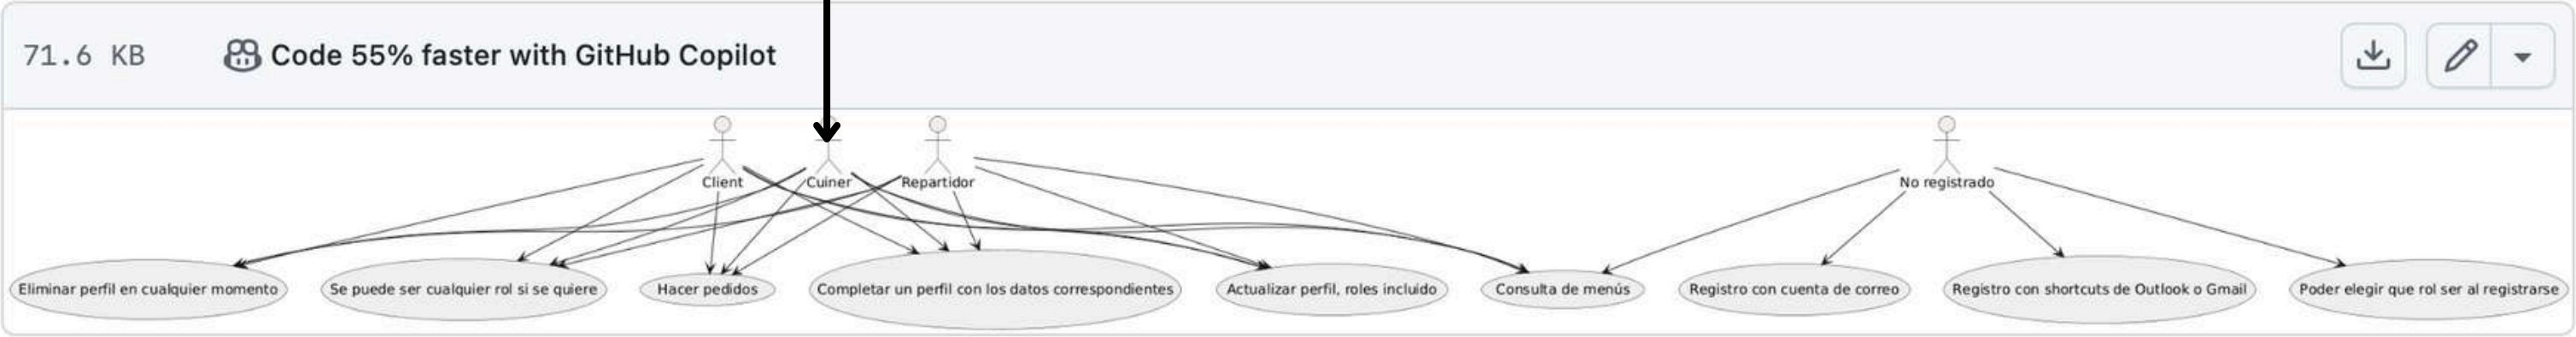 71.6 KB Code 55% faster with GitHub Copilot
Client Cuiner Repartidor No registrado
Eliminar perfil en cualquier momento Se puede ser cualquier rol si se quiere Hacer pedidos Completar un perfil con los datos correspondientes Actualizar perfil, roles incluido Consulta de menús Registro con cuenta de correo Registro con shortcuts de Outlook o Gmail Poder elegir que rol ser al registrarse